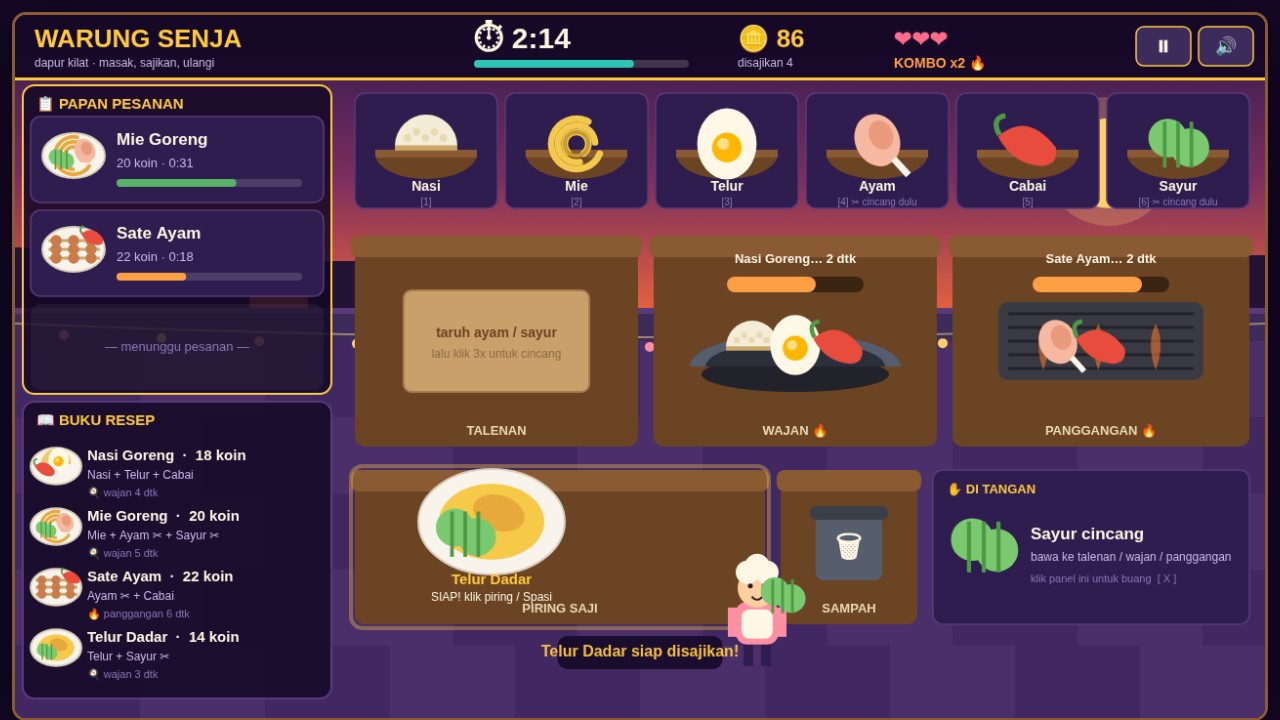 WARUNG SENJA
dapur kilat · masak, sajikan, ulangi
⏱ 2:14
🪙 86
disajikan 4
❤❤❤
KOMBO x2 🔥
📋 PAPAN PESANAN
Mie Goreng
20 koin · 0:31
Sate Ayam
22 koin · 0:18
— menunggu pesanan —
📖 BUKU RESEP
Nasi Goreng · 18 koin
Nasi + Telur + Cabai
🍳 wajan 4 dtk
Mie Goreng · 20 koin
Mie + Ayam ✂ + Sayur ✂
🍳 wajan 5 dtk
Sate Ayam · 22 koin
Ayam ✂ + Cabai
🔥 panggangan 6 dtk
Telur Dadar · 14 koin
Telur + Sayur ✂
🍳 wajan 3 dtk
Nasi
[1]
Mie
[2]
Telur
[3]
Ayam
[4] ✂ cincang dulu
Cabai
[5]
Sayur
[6] ✂ cincang dulu
taruh ayam / sayur
lalu klik 3x untuk cincang
TALENAN
Nasi Goreng… 2 dtk
WAJAN 🔥
Sate Ayam… 2 dtk
PANGGANGAN 🔥
Telur Dadar
SIAP! klik piring / Spasi
PIRING SAJI
SAMPAH
✋ DI TANGAN
Sayur cincang
bawa ke talenan / wajan / panggangan
klik panel ini untuk buang [ X ]
Telur Dadar siap disajikan!